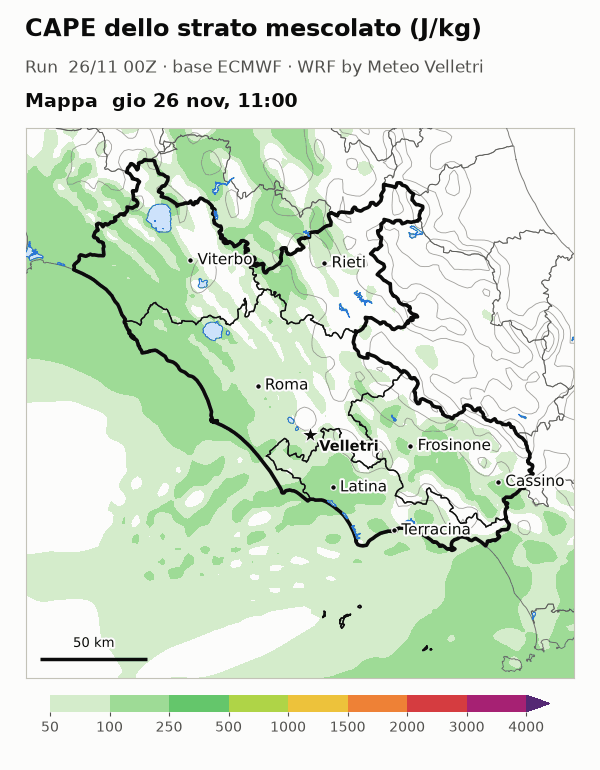 CAPE dello strato mescolato (J/kg)
Run  26/11 00Z · base ECMWF · WRF by Meteo Velletri
Mappa  gio 26 nov, 11:00
Viterbo
Rieti
Roma
Velletri
Frosinone
Cassino
Latina
Terracina
50 km
50 100 250 500 1000 1500 2000 3000 4000